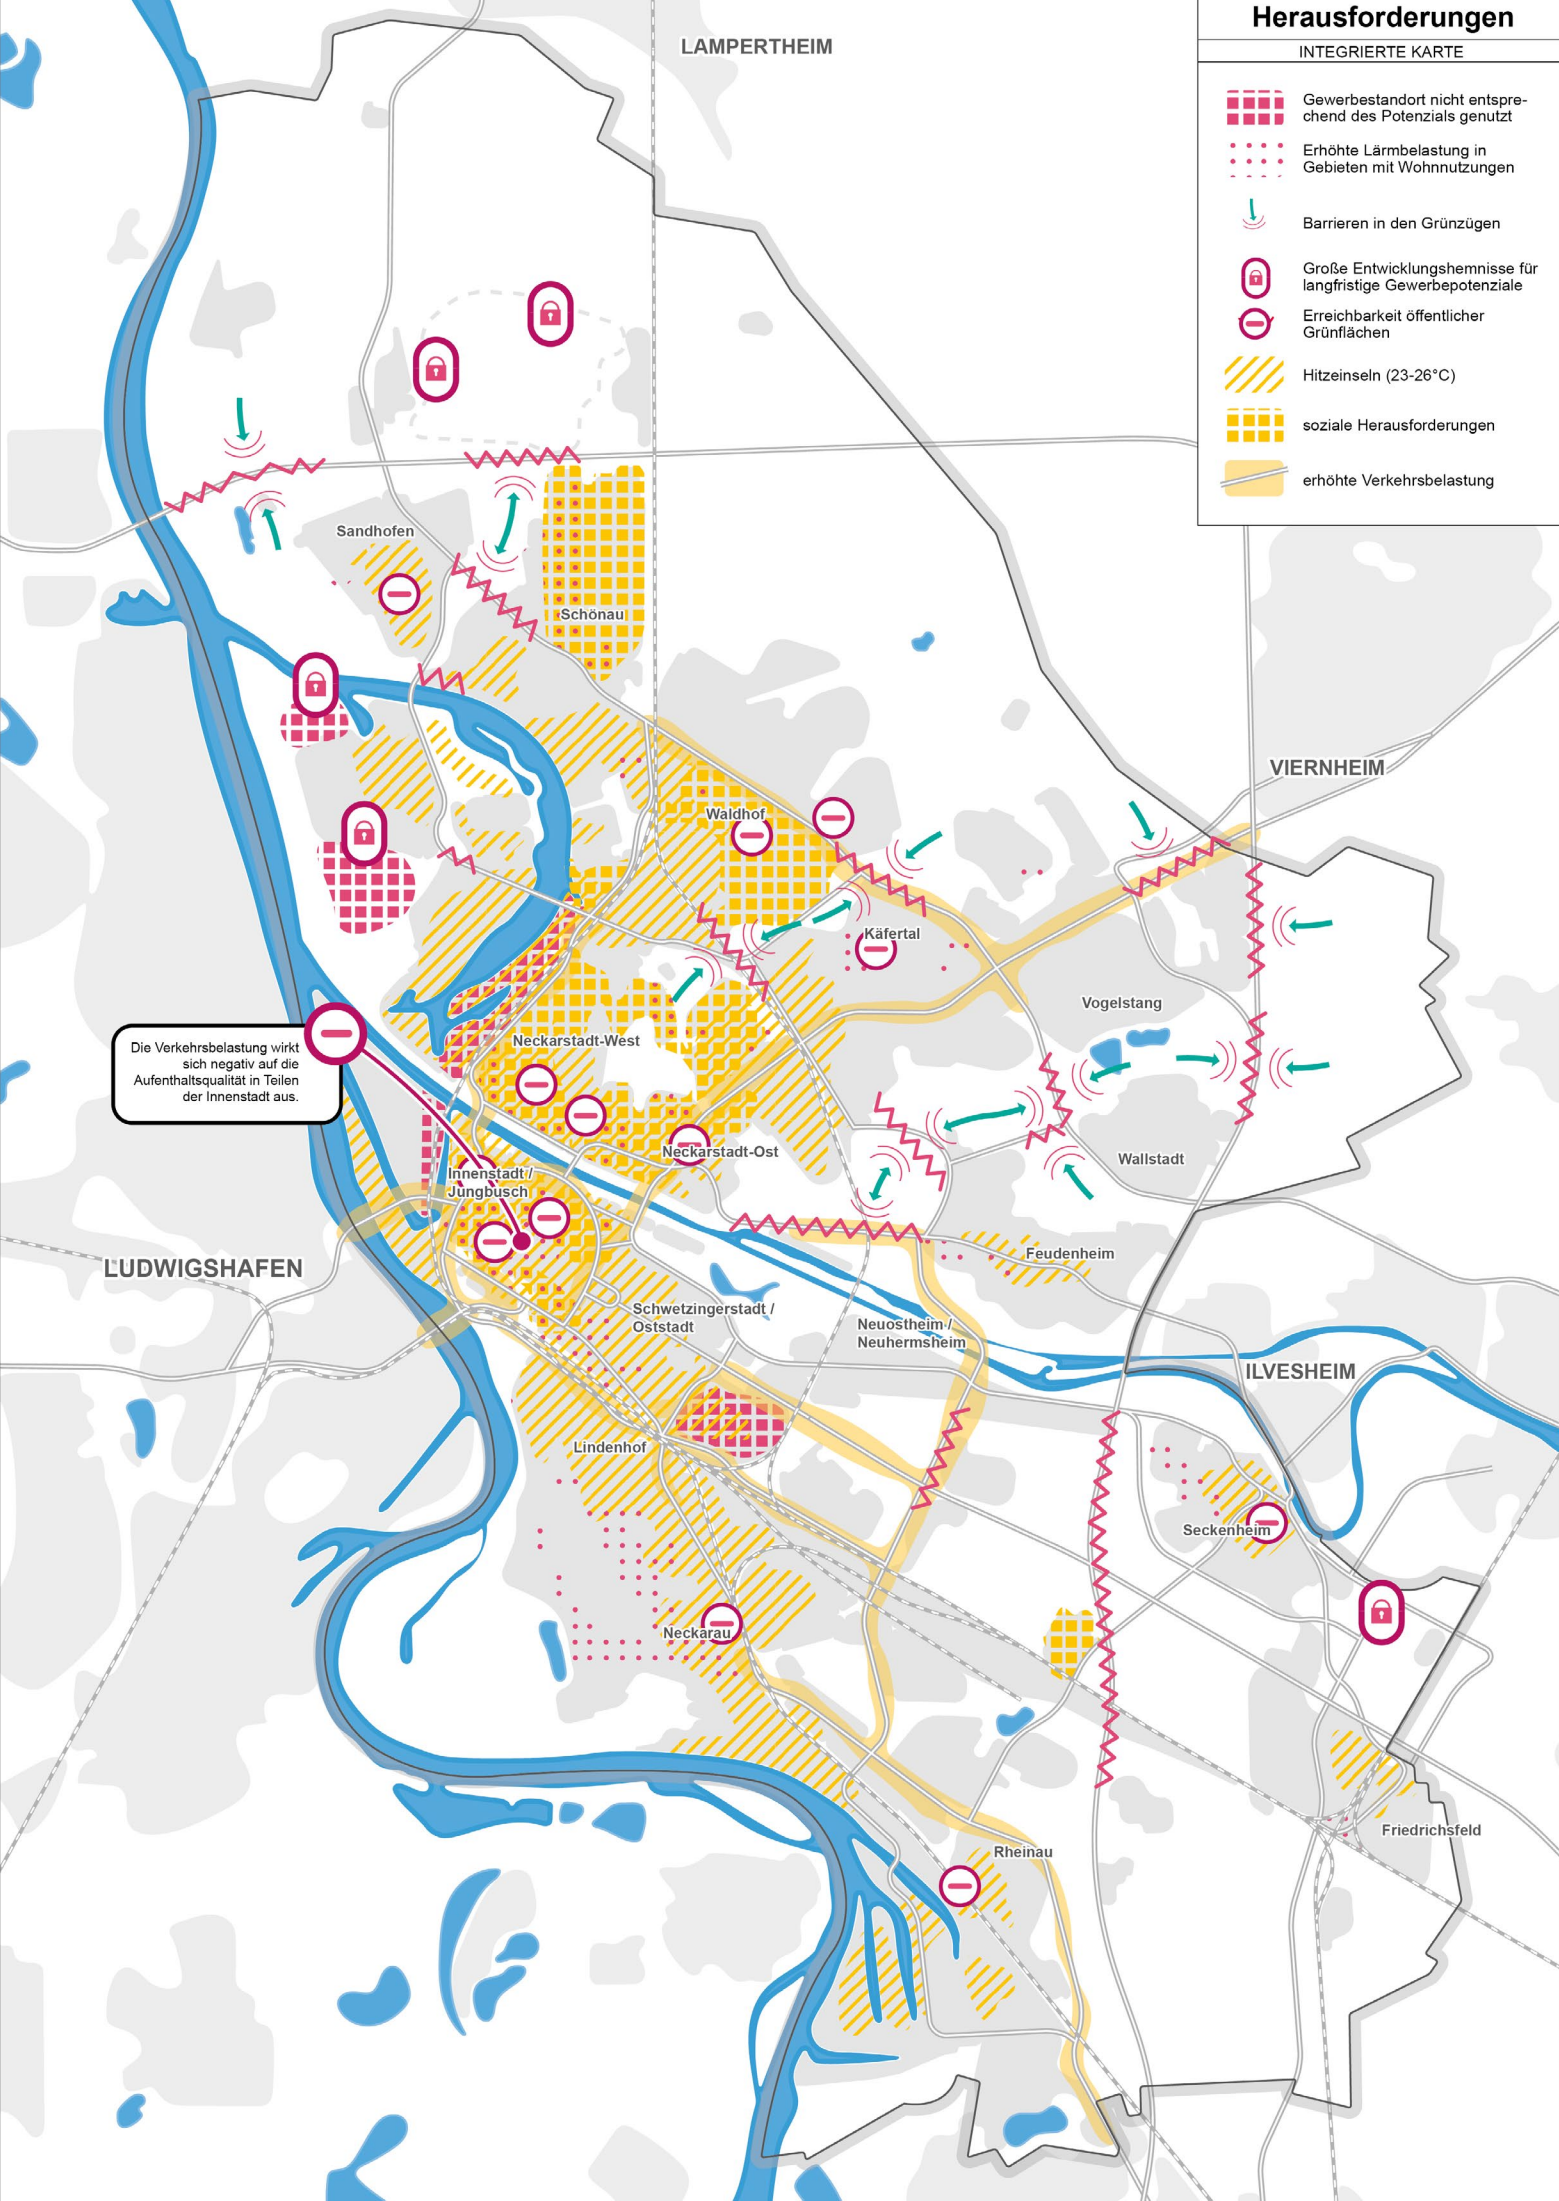 Herausforderungen
INTEGRIERTE KARTE
Gewerbestandort nicht entspre-
chend des Potenzials genutzt
Erhöhte Lärmbelastung in
Gebieten mit Wohnnutzungen
Barrieren in den Grünzügen
Große Entwicklungshemnisse für
langfristige Gewerbepotenziale
Erreichbarkeit öffentlicher
Grünflächen
Hitzeinseln (23-26°C)
soziale Herausforderungen
erhöhte Verkehrsbelastung
LAMPERTHEIM
Sandhofen
Schönau
VIERNHEIM
Waldhof
Käfertal
Vogelstang
Neckarstadt-West
Die Verkehrsbelastung wirkt
sich negativ auf die
Aufenthaltsqualität in Teilen
der Innenstadt aus.
Neckarstadt-Ost
Wallstadt
Innenstadt /
Jungbusch
Feudenheim
LUDWIGSHAFEN
Schwetzingerstadt /
Oststadt
Neuostheim /
Neuhermsheim
ILVESHEIM
Lindenhof
Seckenheim
Neckarau
Friedrichsfeld
Rheinau